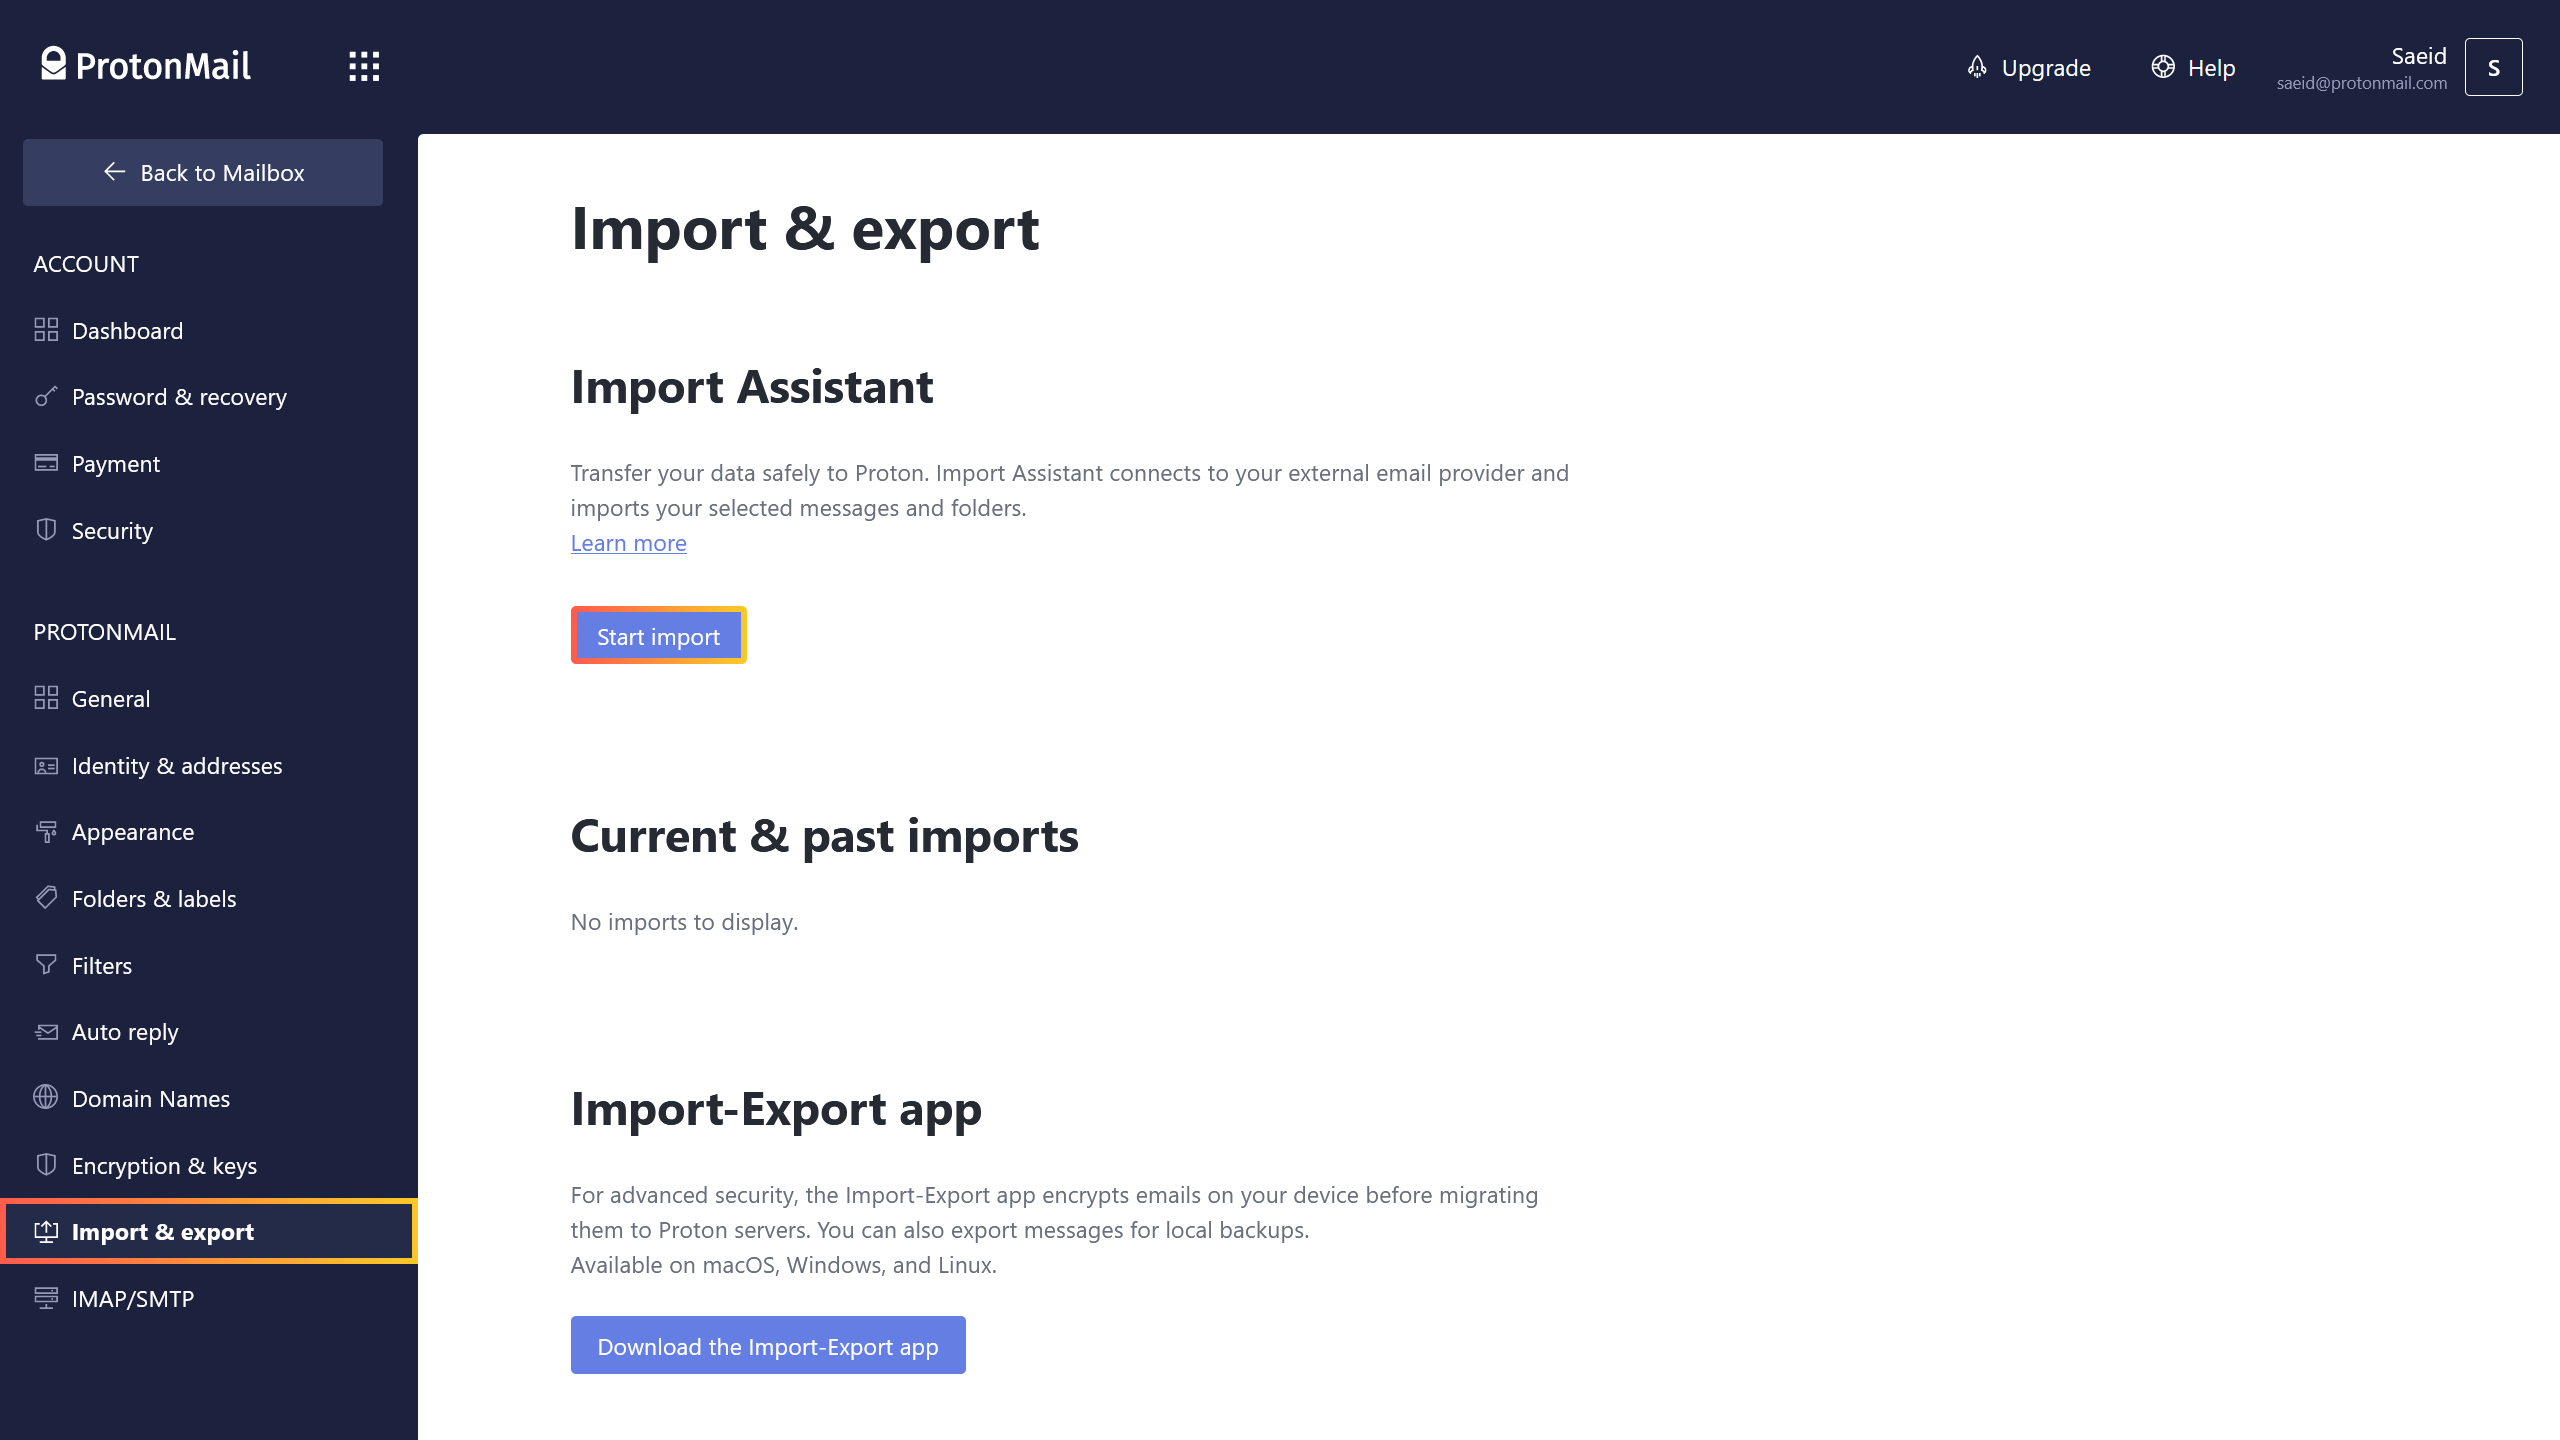 ProtonMail
Upgrade
Help
Saeid
saeid@protonmail.com
S
Back to Mailbox
ACCOUNT
Dashboard
Password & recovery
Payment
Security
PROTONMAIL
General
Identity & addresses
Appearance
Folders & labels
Filters
Auto reply
Domain Names
Encryption & keys
Import & export
IMAP/SMTP
Import & export
Import Assistant
Transfer your data safely to Proton. Import Assistant connects to your external email provider and
imports your selected messages and folders.
Learn more
Start import
Current & past imports
No imports to display.
Import-Export app
For advanced security, the Import-Export app encrypts emails on your device before migrating
them to Proton servers. You can also export messages for local backups.
Available on macOS, Windows, and Linux.
Download the Import-Export app